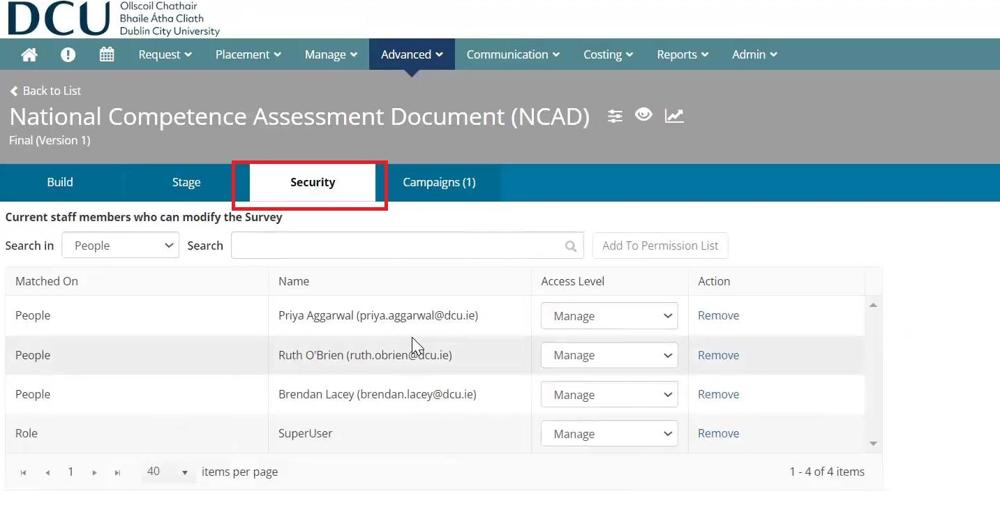 DCU
Ollscoil Chathair
Bhaile Átha Cliath
Dublin City University
Request Placement Manage Advanced Communication Costing Reports Admin
Back to List
National Competence Assessment Document (NCAD)
Final (Version 1)
Build Stage Security Campaigns (1)
Current staff members who can modify the Survey
Search in People Search Add To Permission List
Matched On Name Access Level Action
People Priya Aggarwal (priya.aggarwal@dcu.ie) Manage Remove
People Ruth O'Brien (ruth.obrien@dcu.ie) Manage Remove
People Brendan Lacey (brendan.lacey@dcu.ie) Manage Remove
Role SuperUser Manage Remove
1 40 items per page 1 - 4 of 4 items